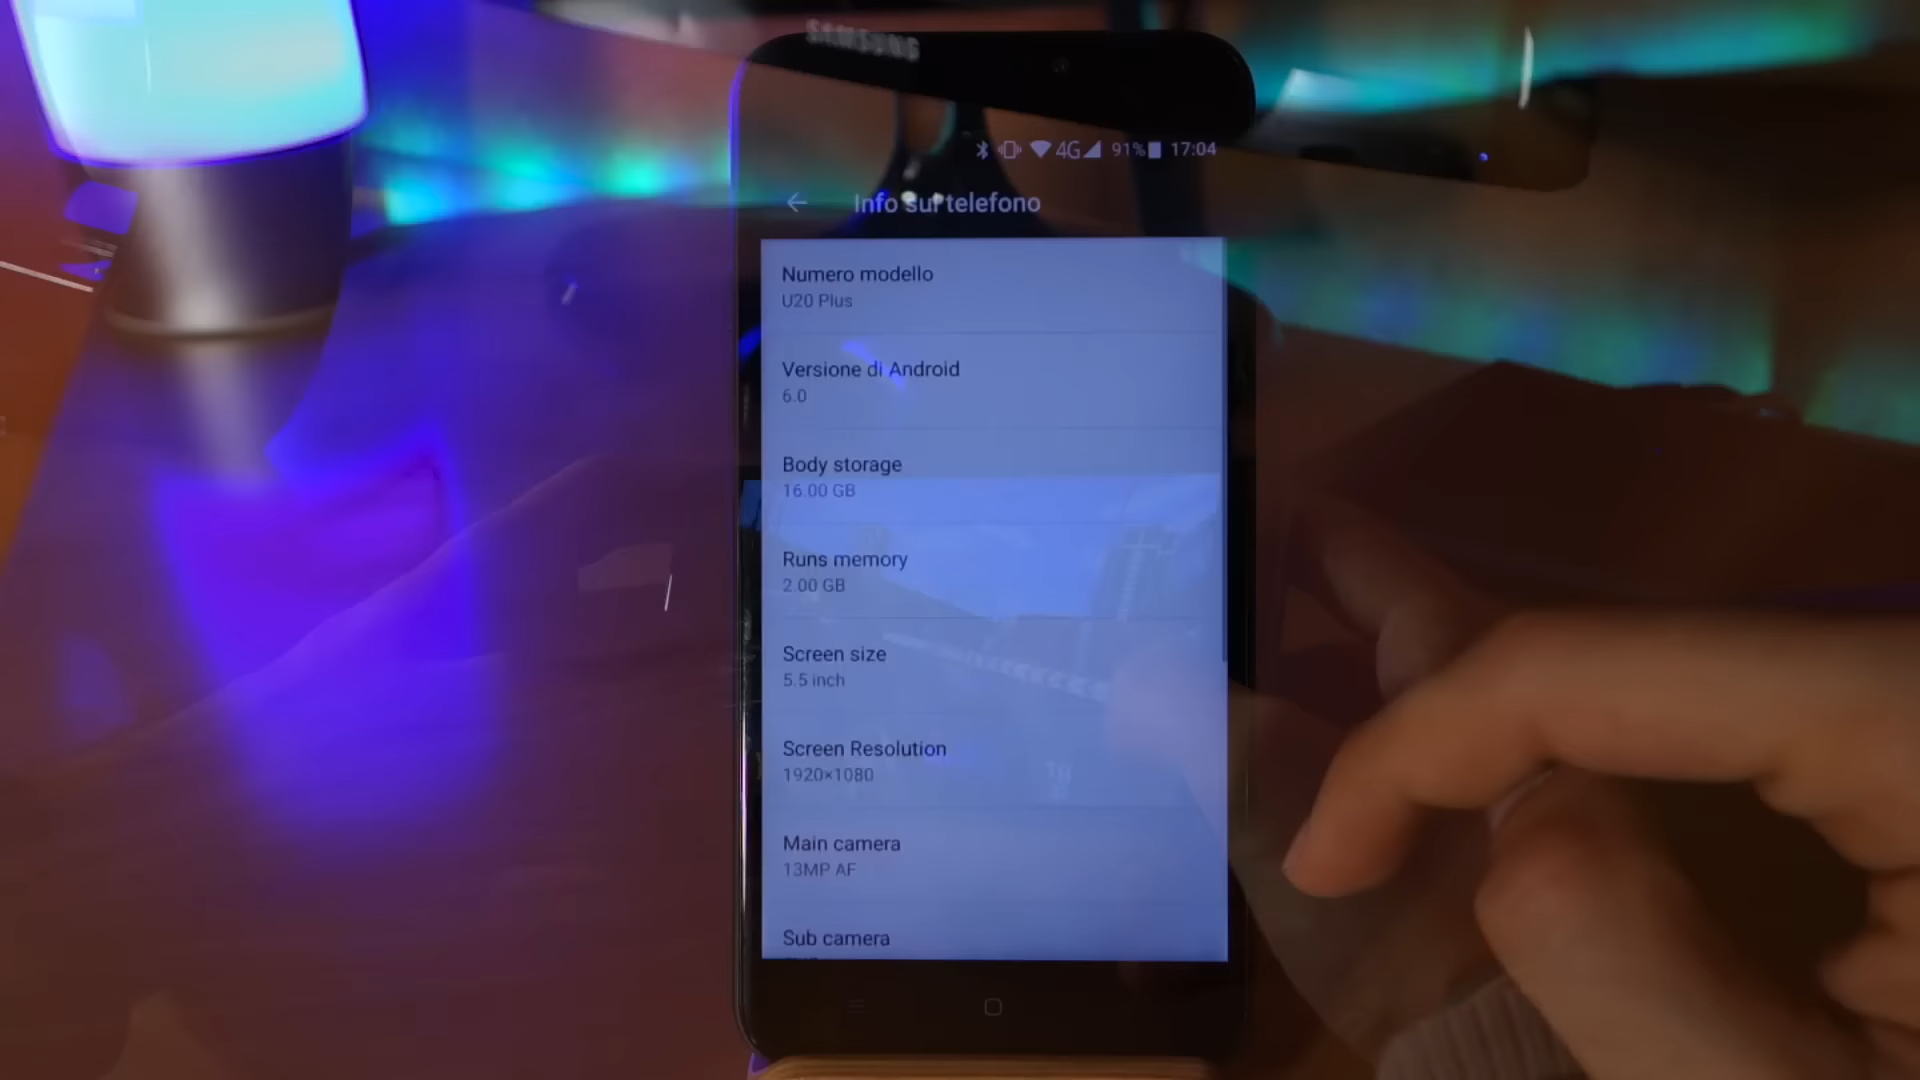 SAMSUNG
4G 91% 17:04
Info sul telefono
Numero modello
U20 Plus
Versione di Android
6.0
Body storage
16.00 GB
Runs memory
2.00 GB
Screen size
5.5 inch
Screen Resolution
1920×1080
Main camera
13MP AF
Sub camera